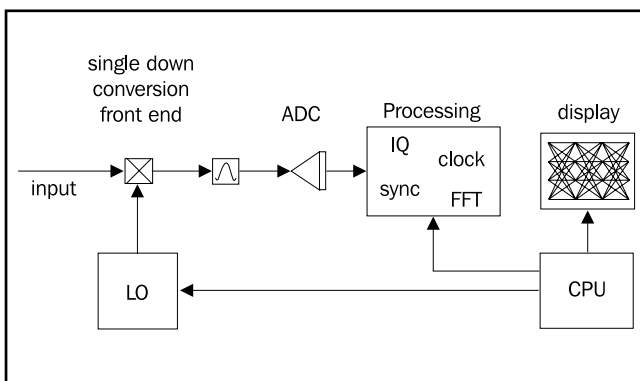 single down
conversion
front end
ADC
Processing
display
IQ
clock
sync
FFT
input
LO
CPU